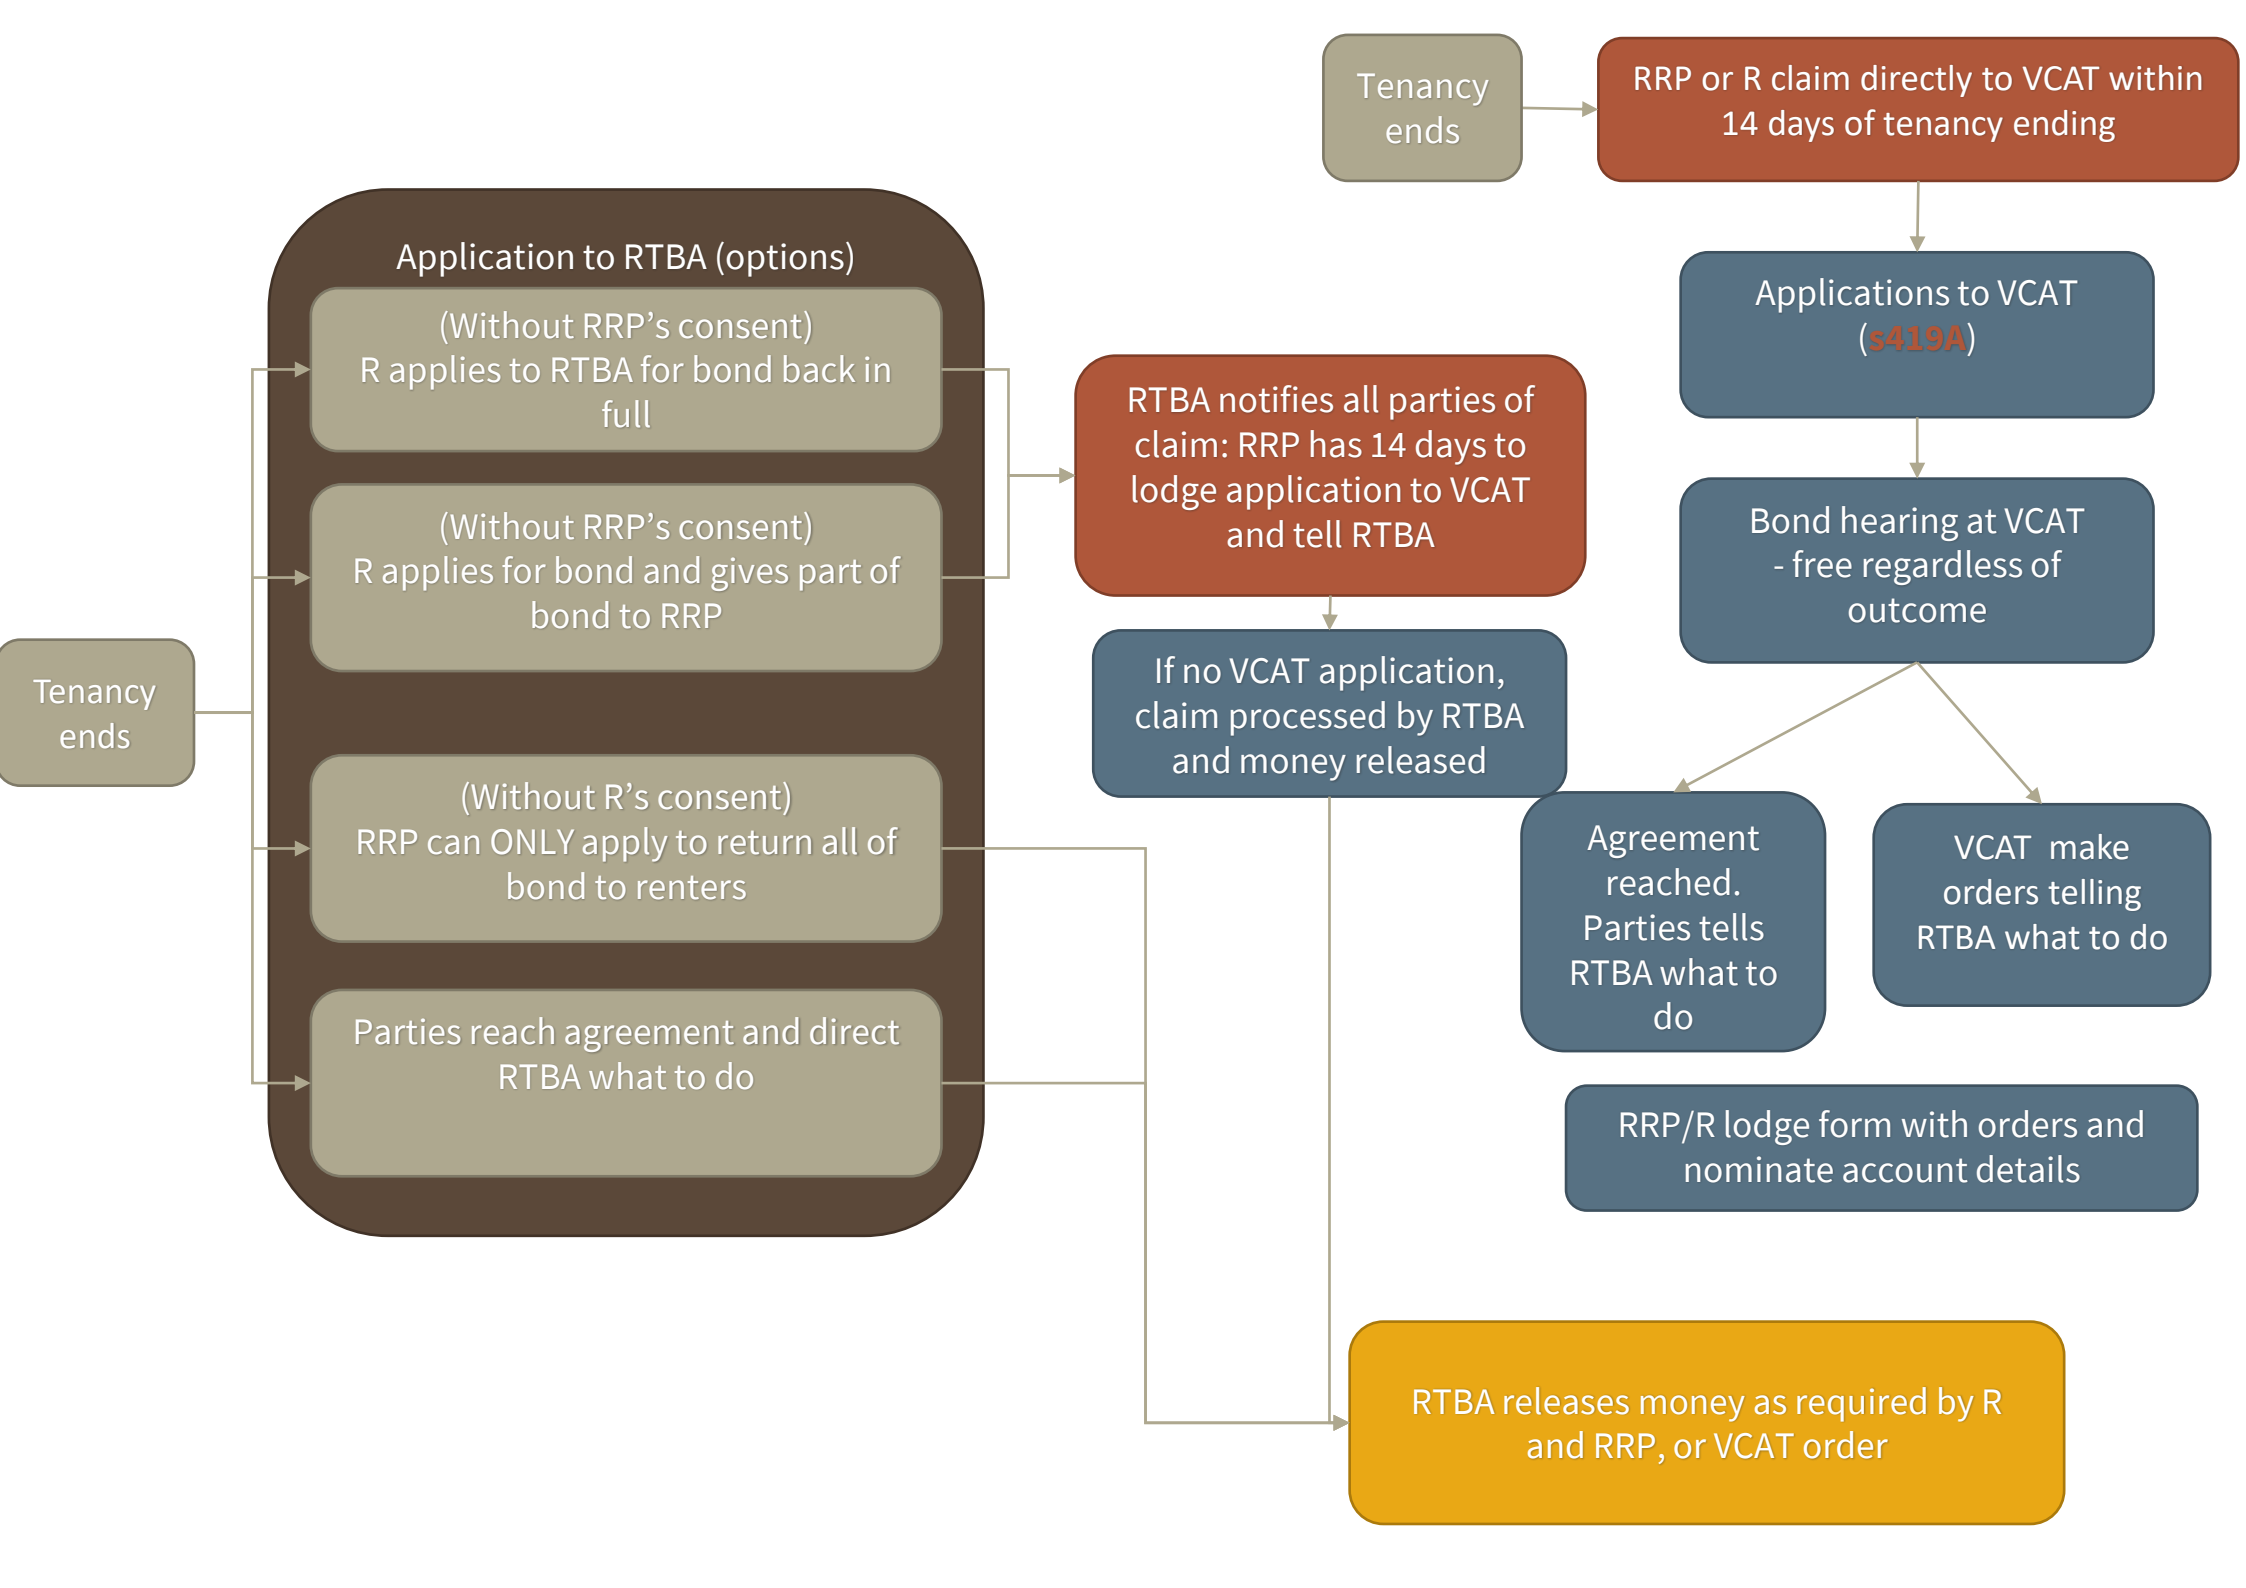 Tenancy
ends
RRP or R claim directly to VCAT within
14 days of tenancy ending
Application to RTBA (options)
(Without RRP’s consent)
R applies to RTBA for bond back in
full
(Without RRP’s consent)
R applies for bond and gives part of
bond to RRP
Tenancy
ends
(Without R’s consent)
RRP can ONLY apply to return all of
bond to renters
Parties reach agreement and direct
RTBA what to do
RTBA notifies all parties of
claim: RRP has 14 days to
lodge application to VCAT
and tell RTBA
If no VCAT application,
claim processed by RTBA
and money released
Applications to VCAT
(s419A)
Bond hearing at VCAT
- free regardless of
outcome
Agreement
reached.
Parties tells
RTBA what to
do
VCAT make
orders telling
RTBA what to do
RRP/R lodge form with orders and
nominate account details
RTBA releases money as required by R
and RRP, or VCAT order